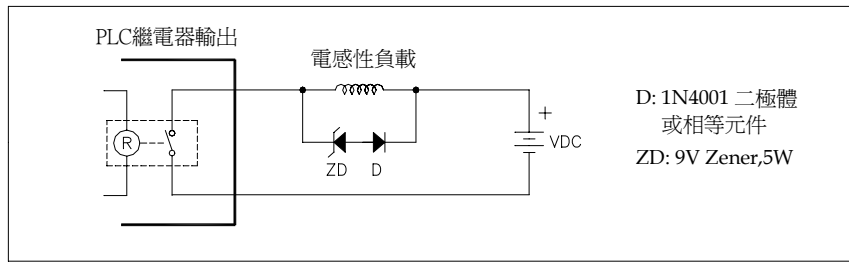 PLC繼電器輸出
電感性負載
R
ZD D
+
VDC
D: 1N4001 二極體
或相等元件
ZD: 9V Zener,5W